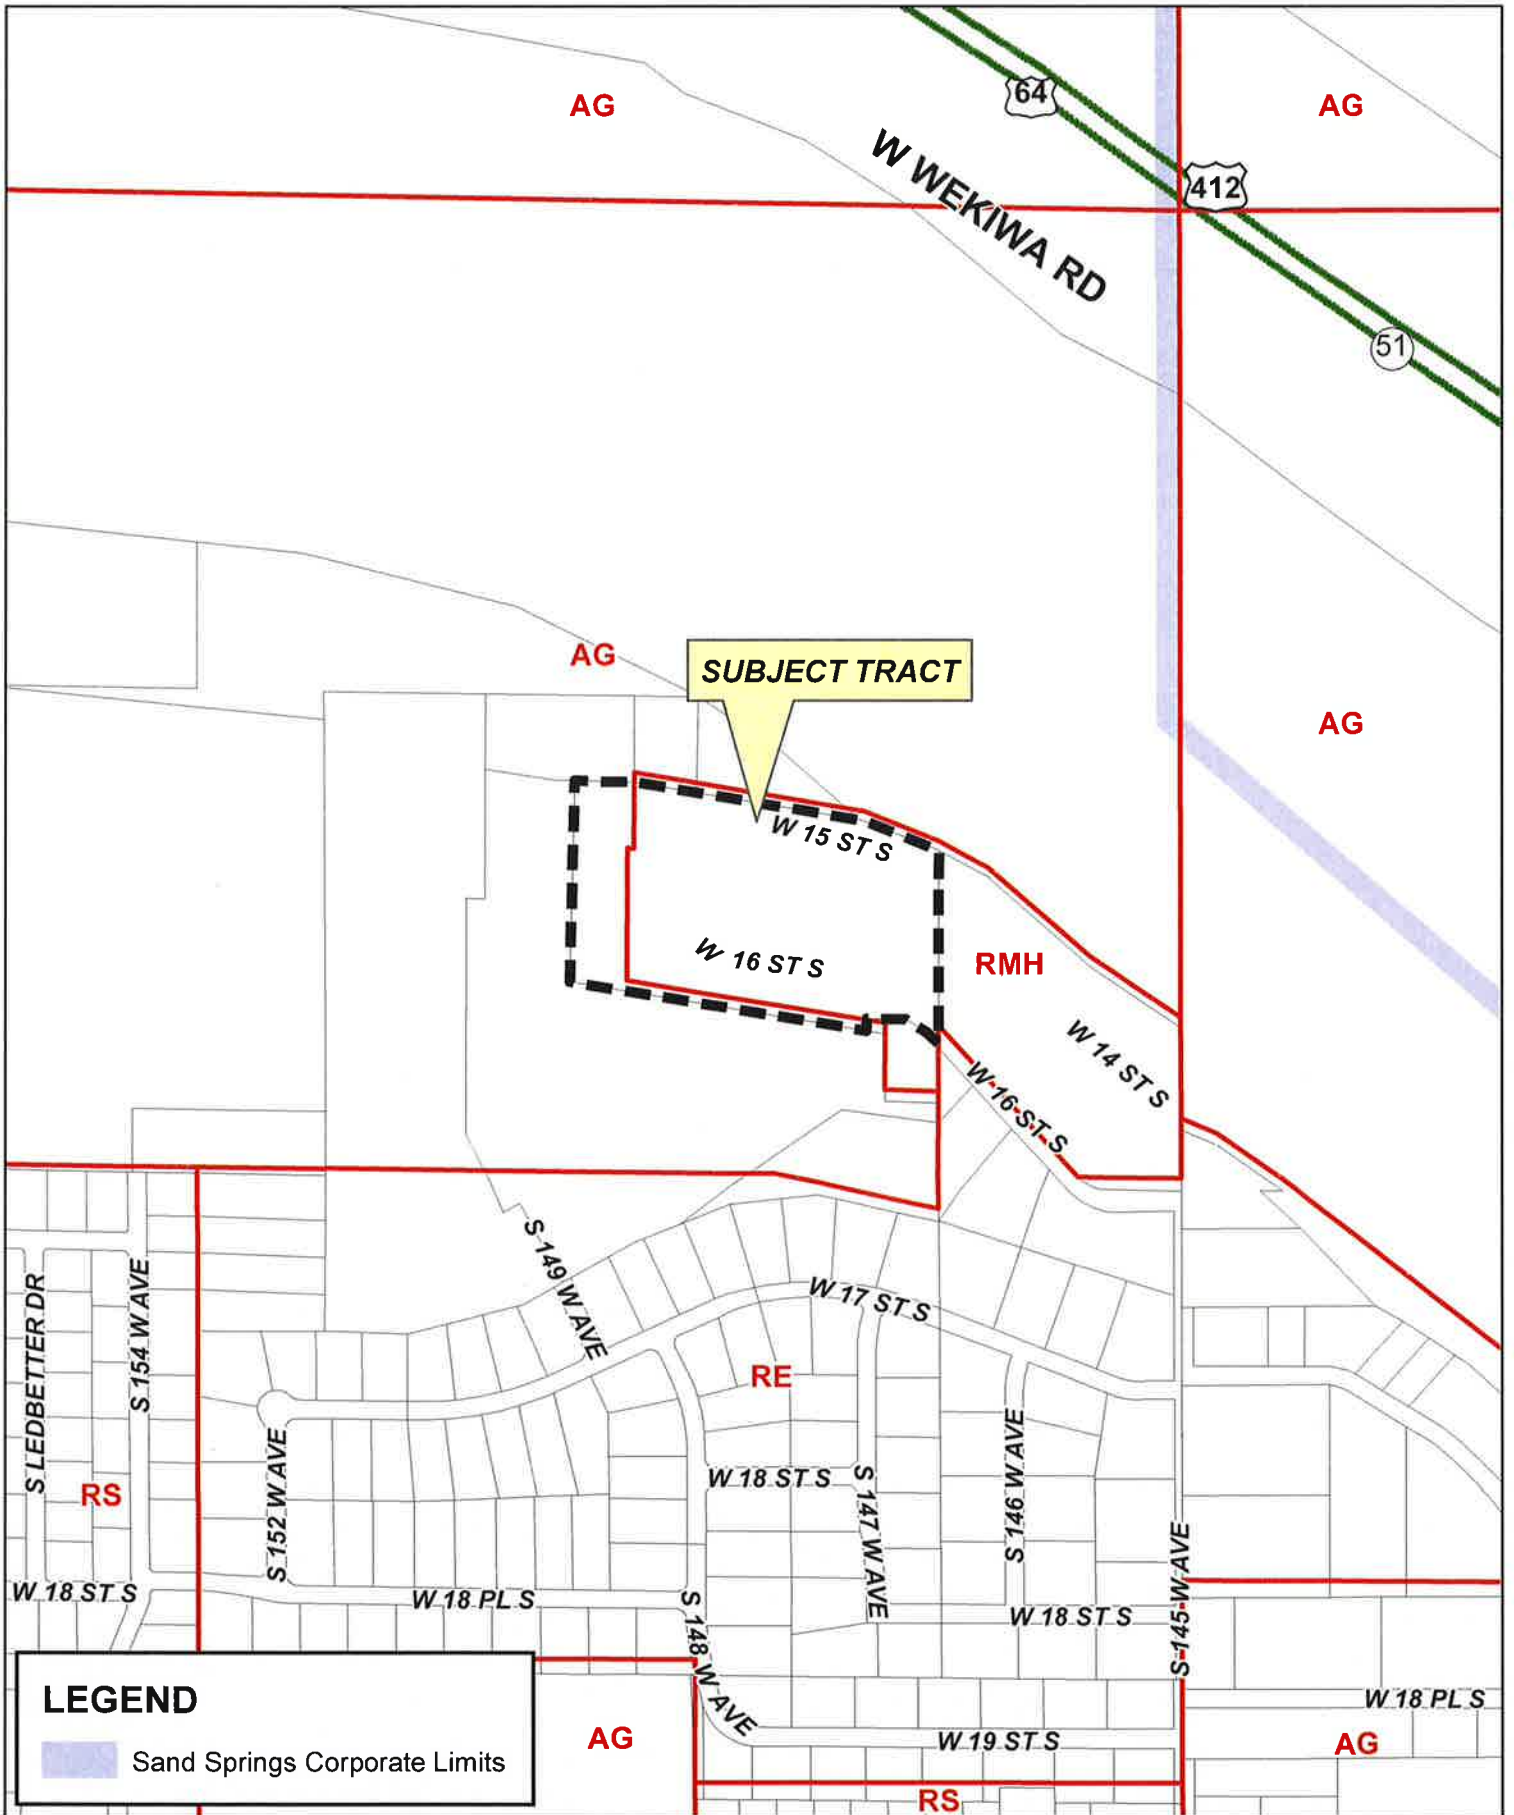 64
AG
AG
W WEKIWA RD
412
51
AG
SUBJECT TRACT
AG
W 15 ST S
W 16 ST S
RMH
W 14 ST S
W 16 ST S
S 149 W AVE
W 17 ST S
S LEDBETTER DR
S 154 W AVE
RE
S 152 W AVE
RS
W 18 ST S
S 147 W AVE
S 146 W AVE
S 145 W AVE
W 18 ST S
W 18 PL S
S 148 W AVE
W 18 ST S
LEGEND
Sand Springs Corporate Limits
AG
W 18 PL S
W 19 ST S
AG
RS